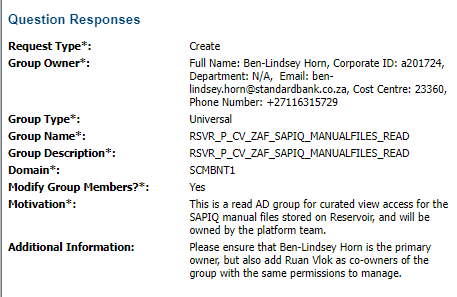 Question Responses
Request Type*: Create
Group Owner*: Full Name: Ben-Lindsey Horn, Corporate ID: a201724,
Department: N/A, Email: ben-
lindsey.horn@standardbank.co.za, Cost Centre: 23360,
Phone Number: +27116315729
Group Type*: Universal
Group Name*: RSVR_P_CV_ZAF_SAPIQ_MANUALFILES_READ
Group Description*: RSVR_P_CV_ZAF_SAPIQ_MANUALFILES_READ
Domain*: SCMBNT1
Modify Group Members?*: Yes
Motivation*: This is a read AD group for curated view access for the
SAPIQ manual files stored on Reservoir, and will be
owned by the platform team.
Additional Information: Please ensure that Ben-Lindsey Horn is the primary
owner, but also add Ruan Vlok as co-owners of the
group with the same permissions to manage.